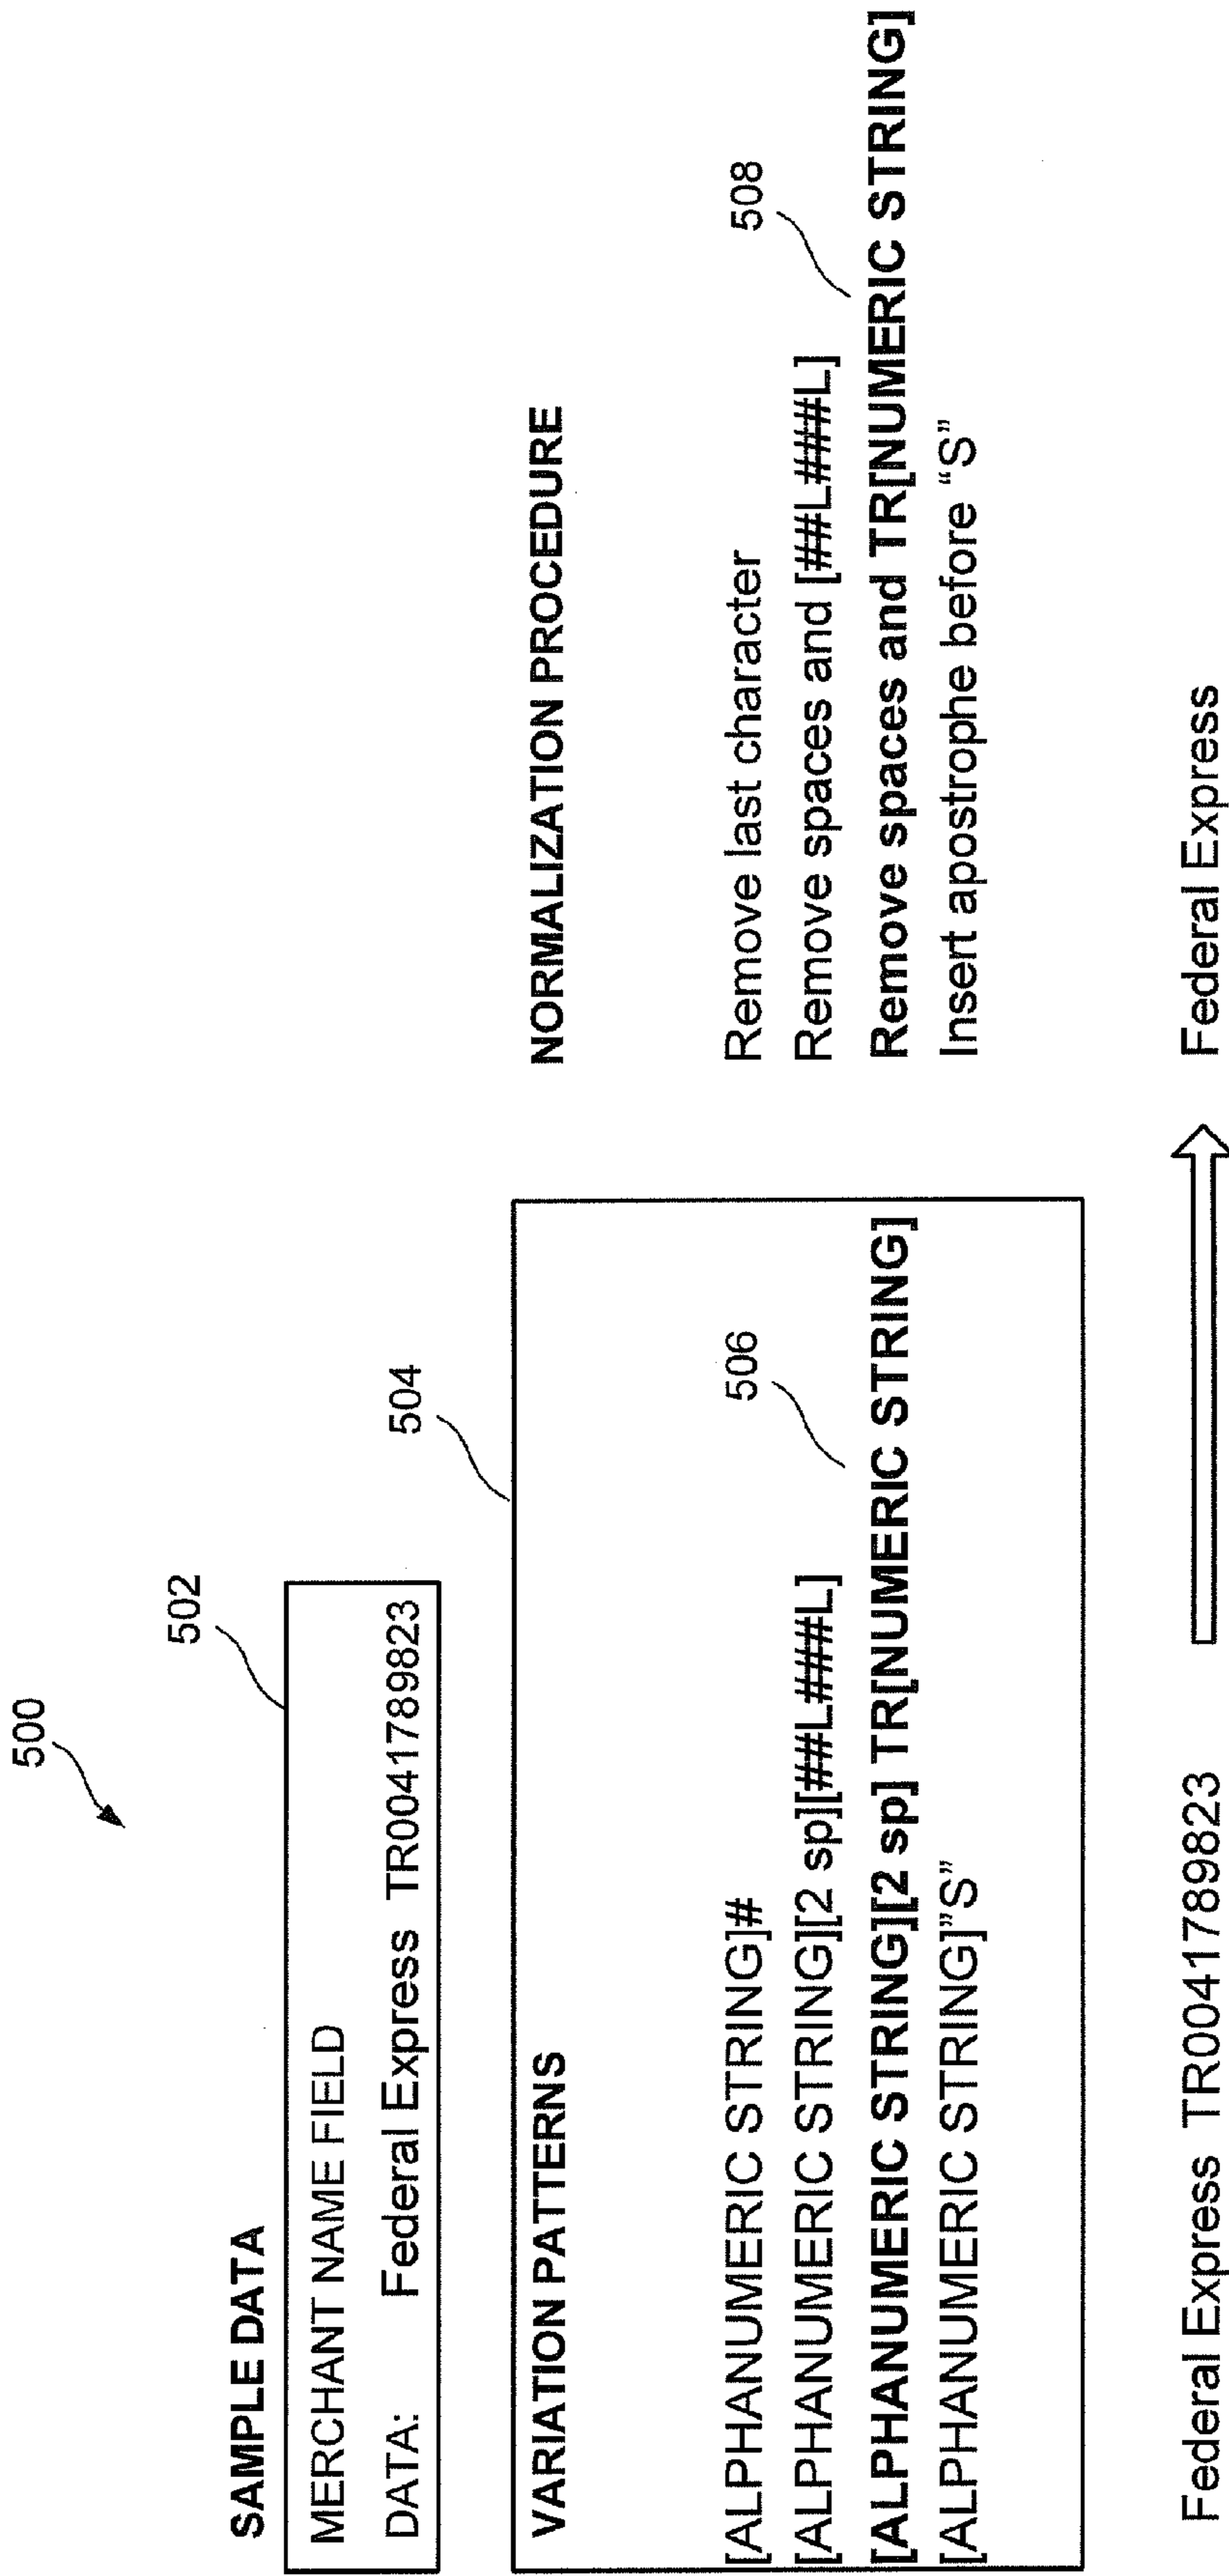 500
SAMPLE DATA
502
MERCHANT NAME FIELD
DATA: Federal Express TR0041789823
504
VARIATION PATTERNS
NORMALIZATION PROCEDURE
506
508
[ALPHANUMERIC STRING]#
Remove last character
[ALPHANUMERIC STRING][2 sp][##L###L]
Remove spaces and [##L###L]
[ALPHANUMERIC STRING][2 sp] TR[NUMERIC STRING]
Remove spaces and TR[NUMERIC STRING]
[ALPHANUMERIC STRING]”S”
Insert apostrophe before “S”
Federal Express TR0041789823
Federal Express